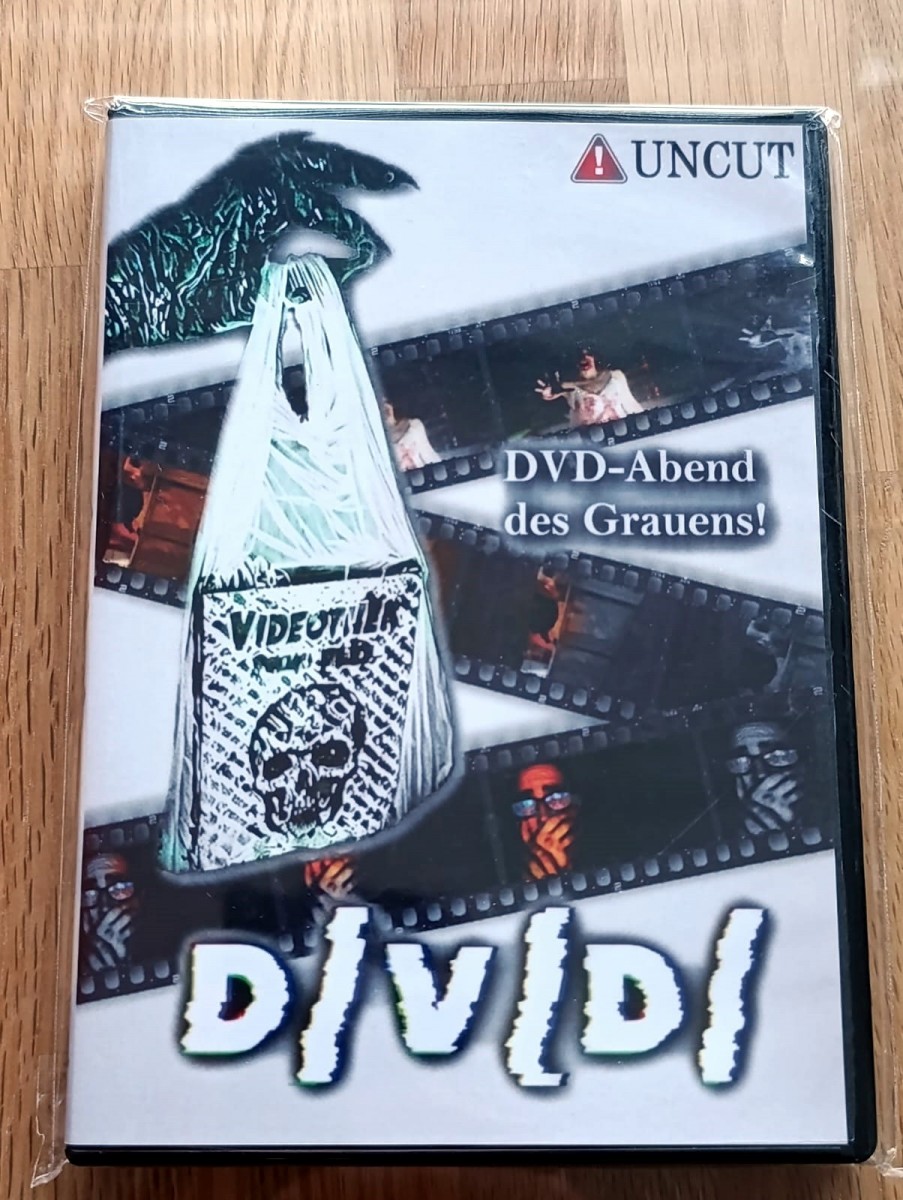 UNCUT
DVD-Abend
des Grauens!
VIDEOTHEK
D/V/D/